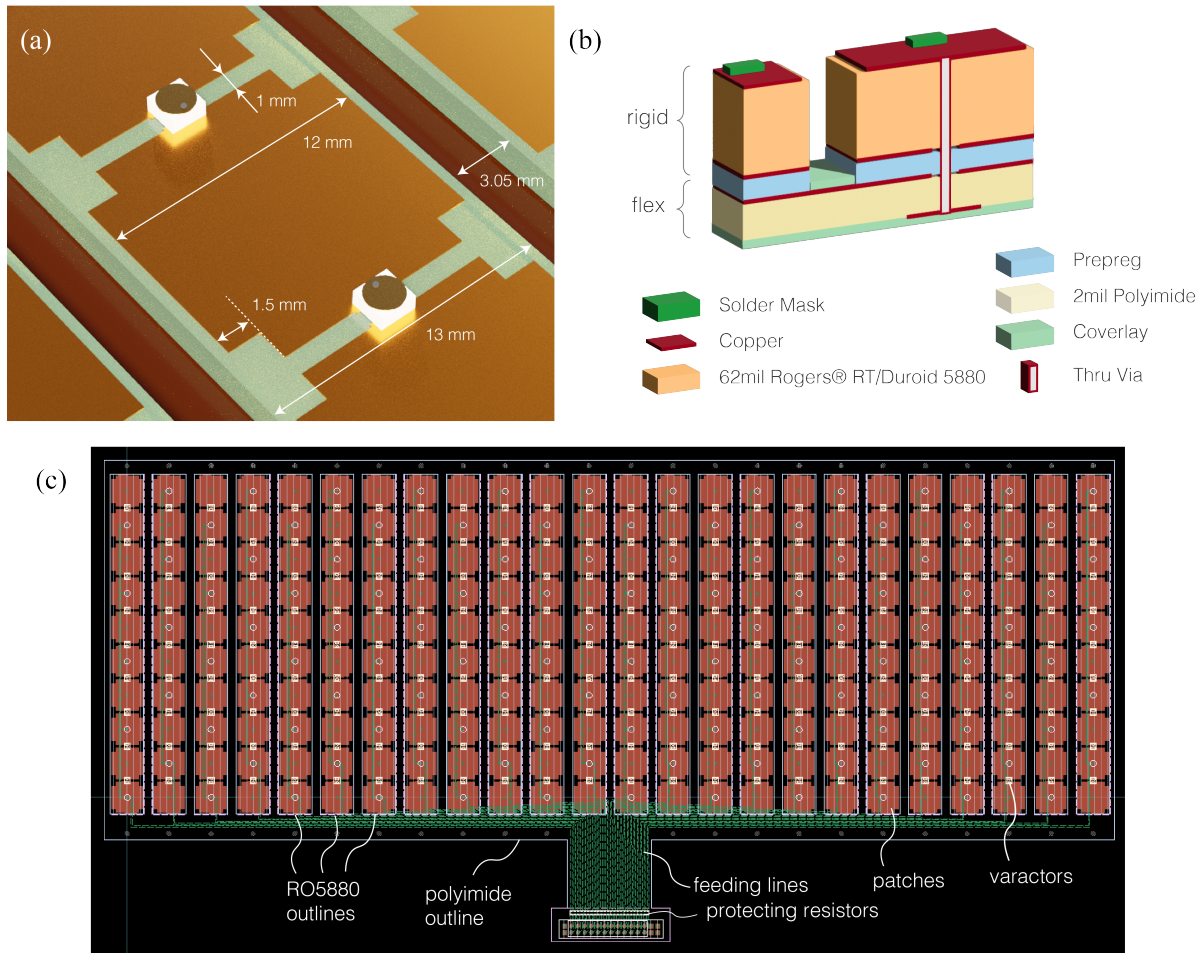 (a)
1 mm
12 mm
3.05 mm
1.5 mm
13 mm
(b)
rigid
flex
Solder Mask
Copper
62mil Rogers® RT/Duroid 5880
Prepreg
2mil Polyimide
Coverlay
Thru Via
(c)
RO5880
outlines
polyimide
outline
feeding lines
protecting resistors
patches
varactors